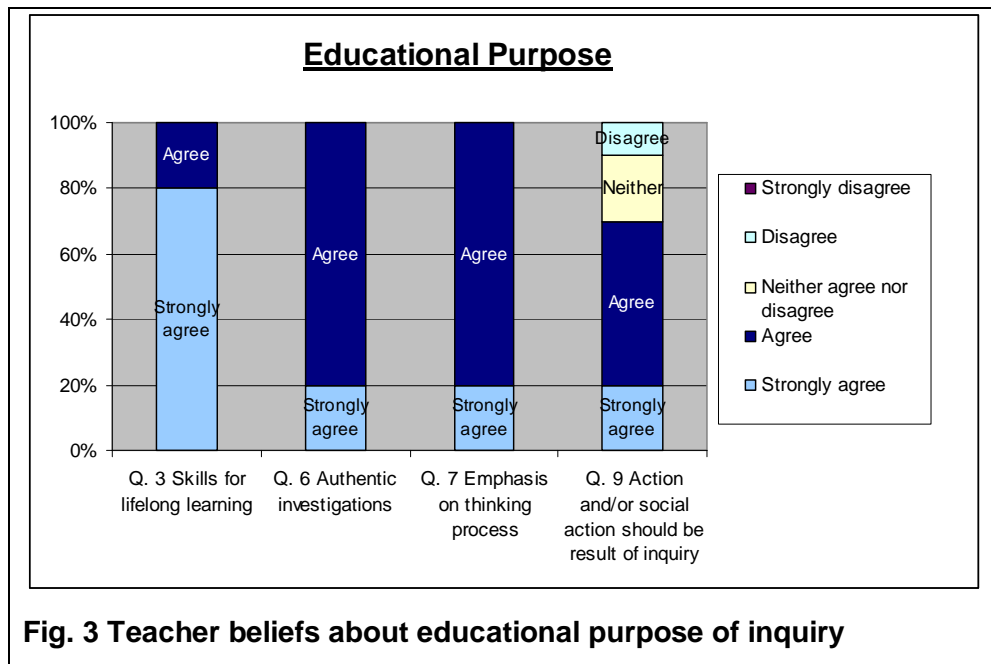 Educational Purpose
100%
80%
60%
40%
20%
0%
Agree
Strongly
agree
Agree
Strongly
agree
Agree
Strongly
agree
Disagree
Neither
Agree
Strongly
agree
Q. 3 Skills for
lifelong learning
Q. 6 Authentic
investigations
Q. 7 Emphasis
on thinking
process
Q. 9 Action
and/or social
action should be
result of inquiry
Strongly disagree
Disagree
Neither agree nor
disagree
Agree
Strongly agree
Fig. 3 Teacher beliefs about educational purpose of inquiry